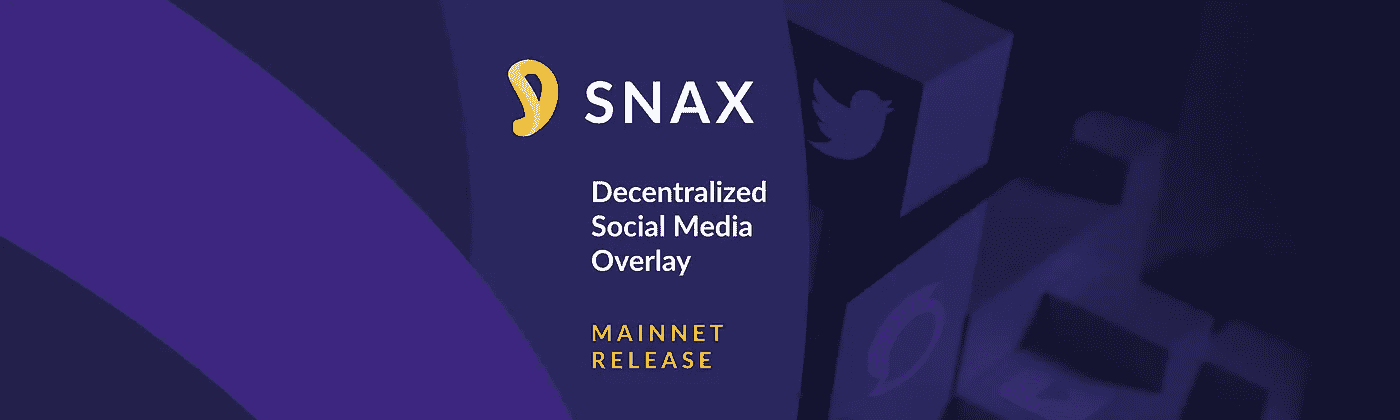 SNAX
Decentralized
Social Media
Overlay
MAINNET
RELEASE